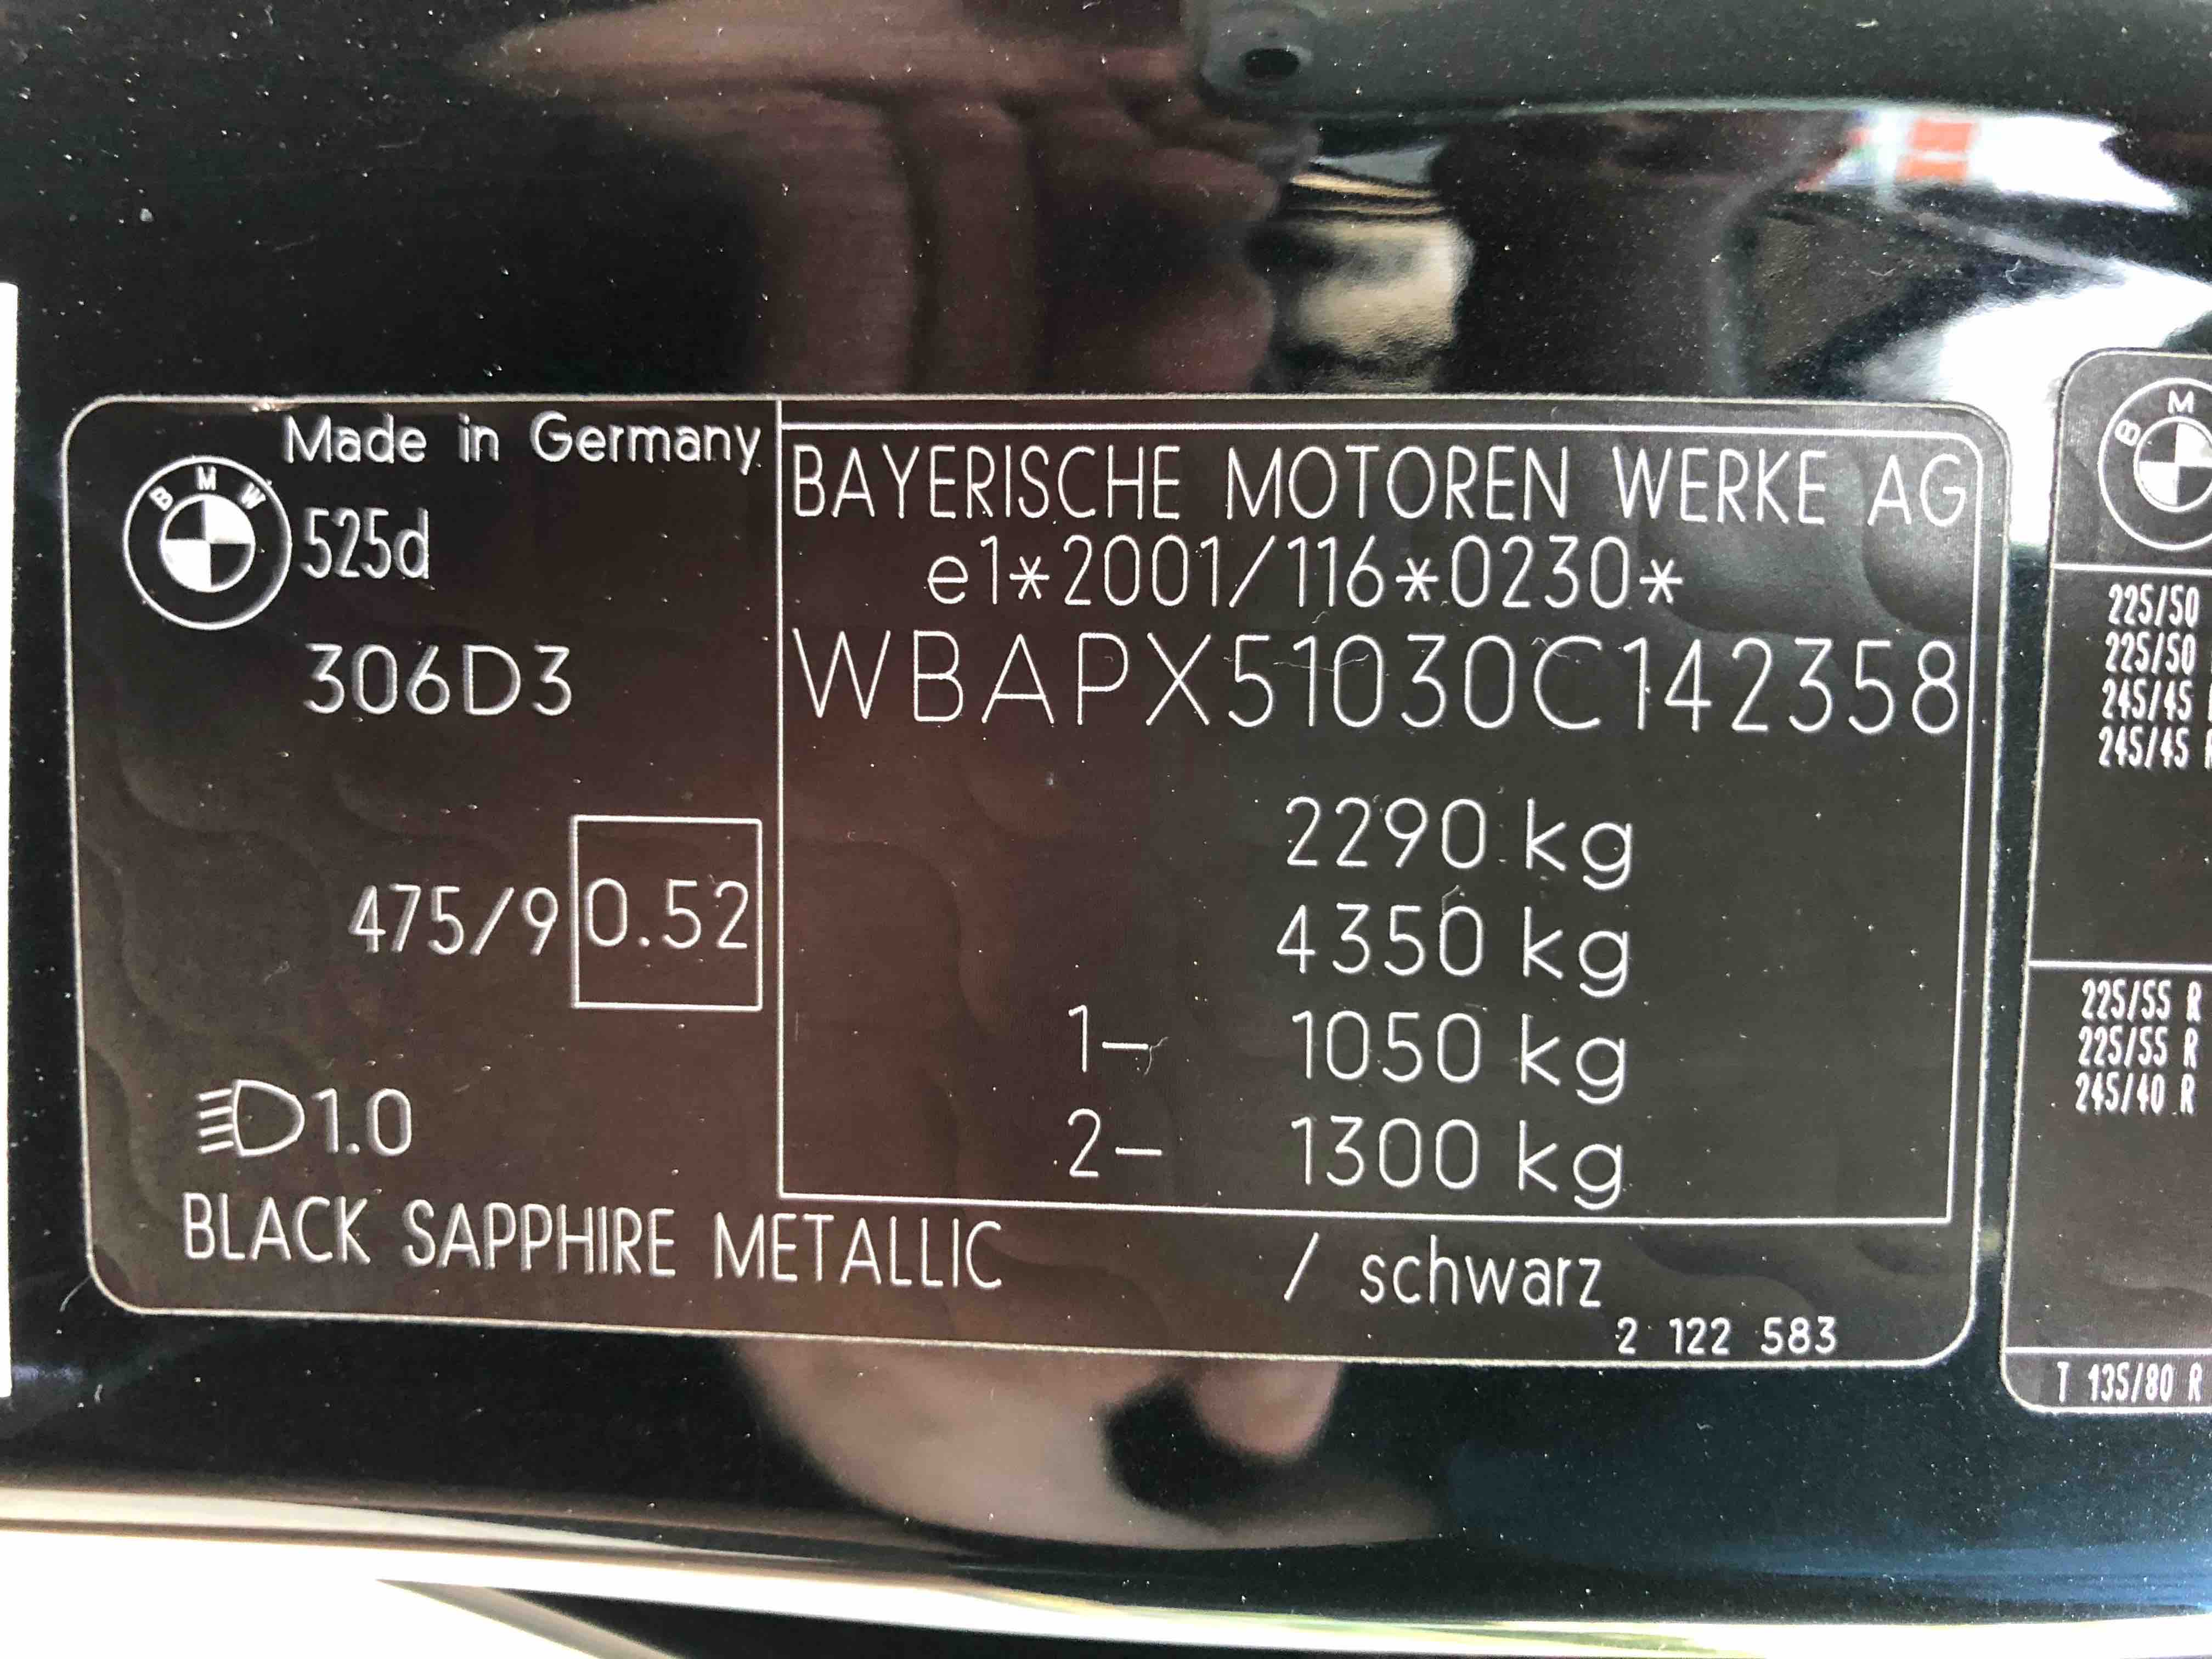 Made in Germany
BMW
525d
306D3
475/9 0.52
1.0
BLACK SAPPHIRE METALLIC / schwarz
2 122 583
BAYERISCHE MOTOREN WERKE AG
e1*2001/116*0230*
WBAPX51030C142358
2290 kg
4350 kg
1- 1050 kg
2- 1300 kg
B M
225/50
225/50
245/45
245/45
225/55 R
225/55 R
245/40 R
T 135/80 R